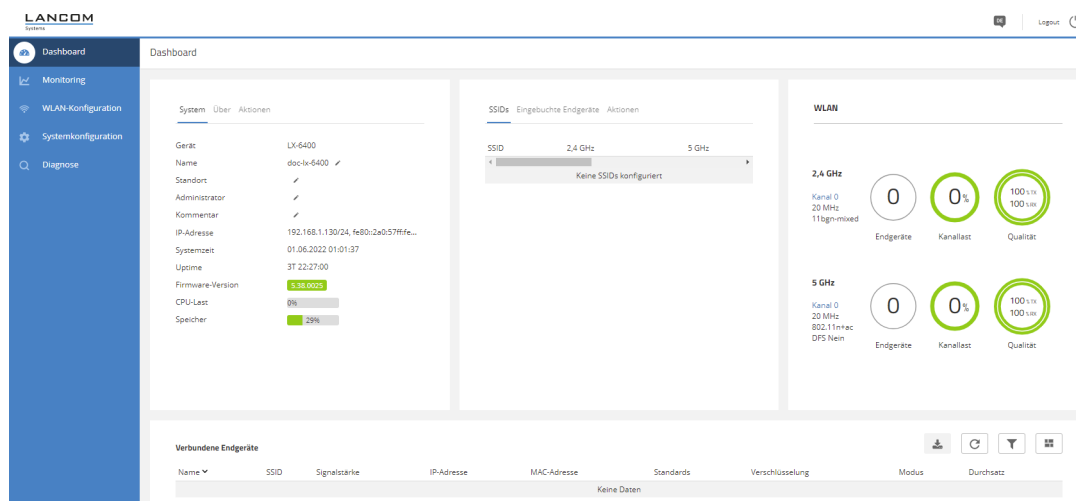 LANCOM
Systems
DE
Logout
Dashboard
Monitoring
WLAN-Konfiguration
Systemkonfiguration
Diagnose
Dashboard
System Über Aktionen
Gerät LX-6400
Name doc-lx-6400
Standort
Administrator
Kommentar
IP-Adresse 192.168.1.130/24, fe80::2a0:57ff:fe...
Systemzeit 01.06.2022 01:01:37
Uptime 3T 22:27:00
Firmware-Version 5.38.0025
CPU-Last 0%
Speicher 29%
SSIDs Eingebuchte Endgeräte Aktionen
SSID 2,4 GHz 5 GHz
Keine SSIDs konfiguriert
WLAN
2,4 GHz
Kanal 0
20 MHz
11bgn-mixed
0
Endgeräte
0%
Kanallast
100 % TX
100 % RX
Qualität
5 GHz
Kanal 0
20 MHz
802.11n+ac
DFS Nein
0
Endgeräte
0%
Kanallast
100 % TX
100 % RX
Qualität
Verbundene Endgeräte
Name SSID Signalstärke IP-Adresse MAC-Adresse Standards Verschlüsselung Modus Durchsatz
Keine Daten